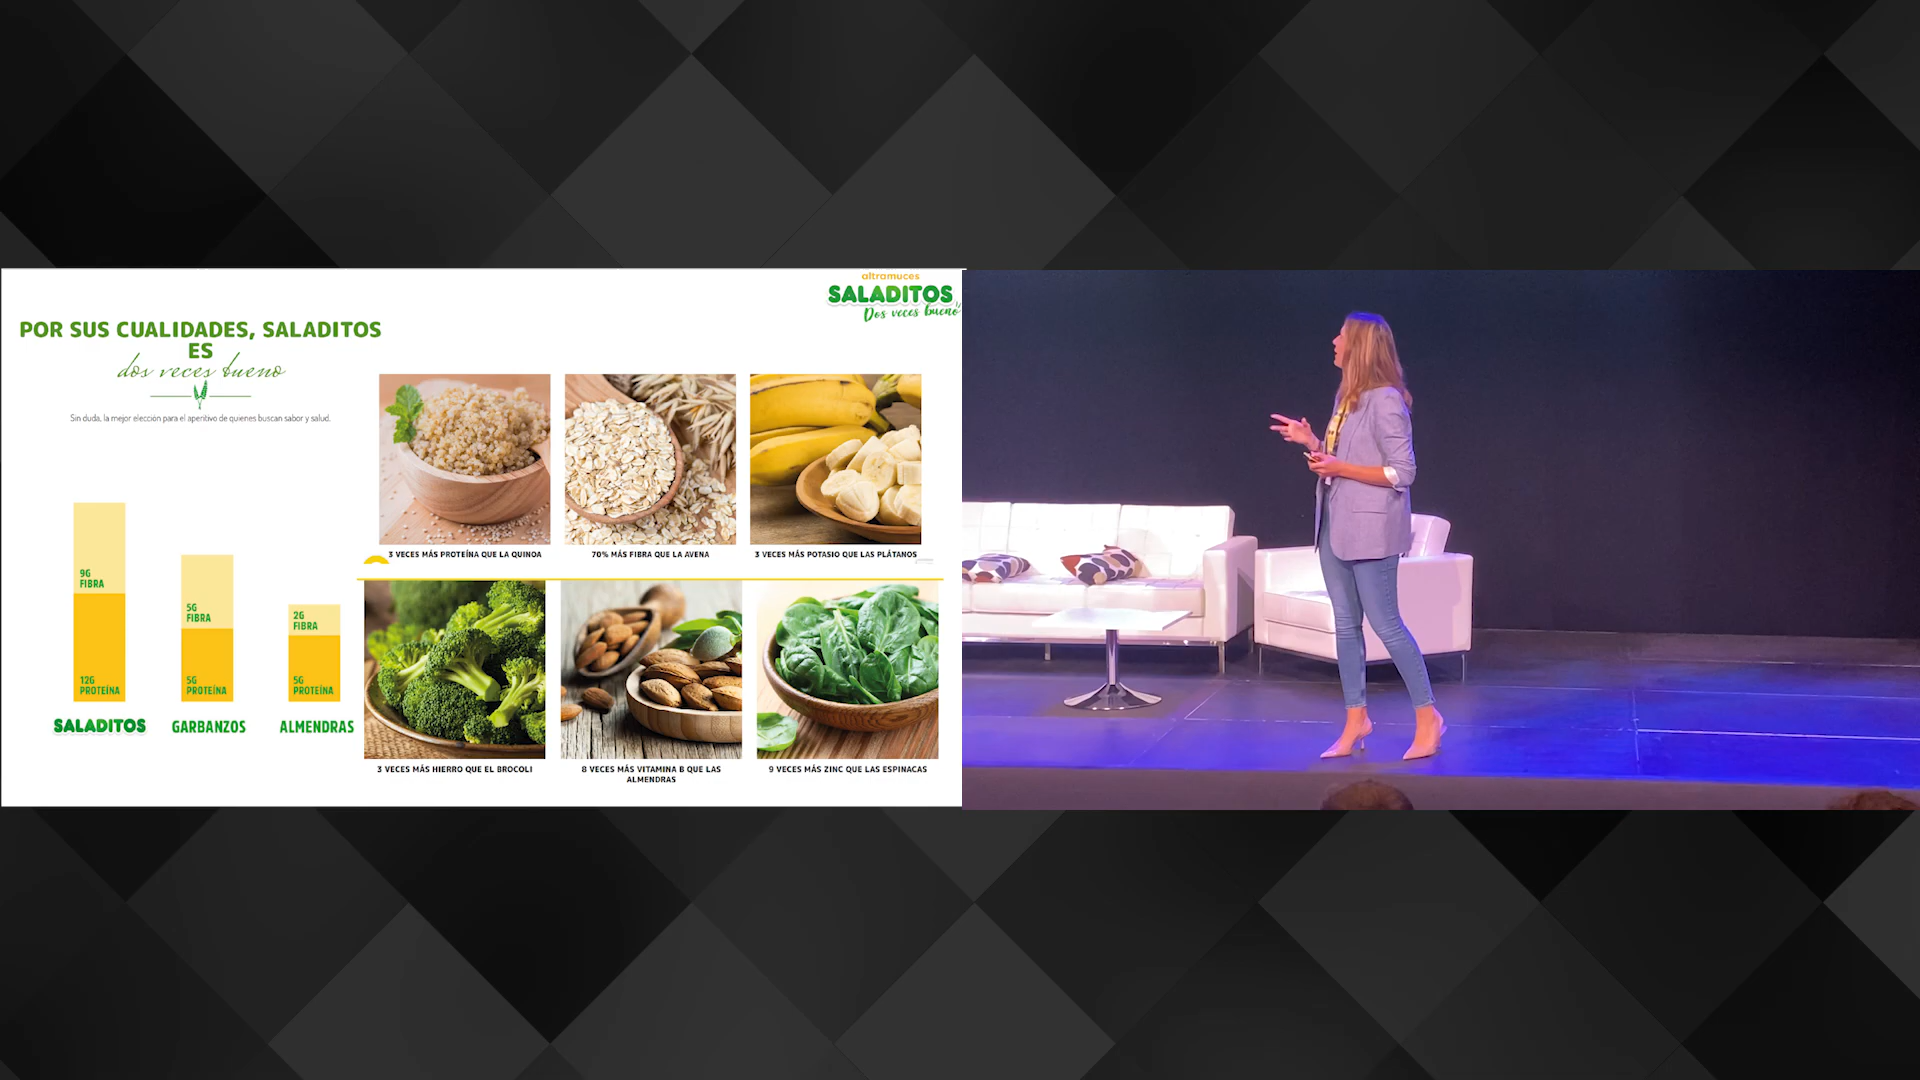 altramuces
SALADITOS
Dos veces bueno
POR SUS CUALIDADES, SALADITOS
ES
dos veces bueno
Sin duda, la mejor elección para el aperitivo de quienes buscan sabor y salud.
9G
FIBRA
12G
PROTEÍNA
SALADITOS
5G
FIBRA
5G
PROTEÍNA
GARBANZOS
2G
FIBRA
5G
PROTEÍNA
ALMENDRAS
3 VECES MÁS PROTEÍNA QUE LA QUINOA
70% MÁS FIBRA QUE LA AVENA
3 VECES MÁS POTASIO QUE LAS PLÁTANOS
3 VECES MÁS HIERRO QUE EL BROCOLI
8 VECES MÁS VITAMINA B QUE LAS
ALMENDRAS
9 VECES MÁS ZINC QUE LAS ESPINACAS